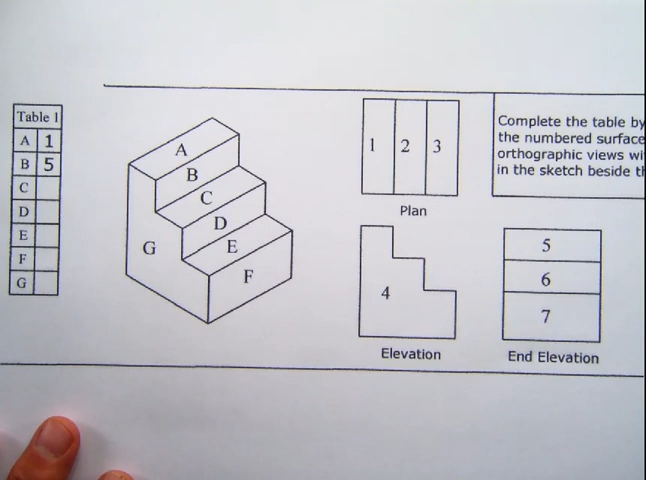 Table 1
A 1
B 5
C
D
E
F
G
A
B
C
D
E
F
G
1 2 3
Plan
4
Elevation
5
6
7
End Elevation
Complete the table by
the numbered surface
orthographic views wi
in the sketch beside t